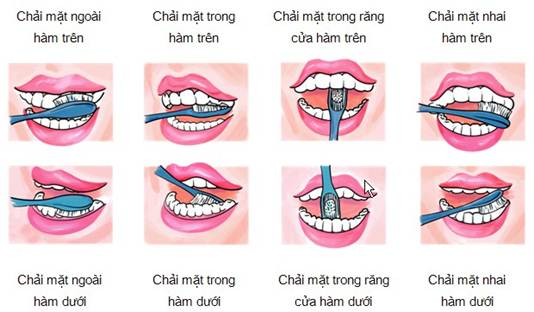 Chải mặt ngoài
hàm trên
Chải mặt trong
hàm trên
Chải mặt trong răng
cửa hàm trên
Chải mặt nhai
hàm trên
Chải mặt ngoài
hàm dưới
Chải mặt trong
hàm dưới
Chải mặt trong răng
cửa hàm dưới
Chải mặt nhai
hàm dưới